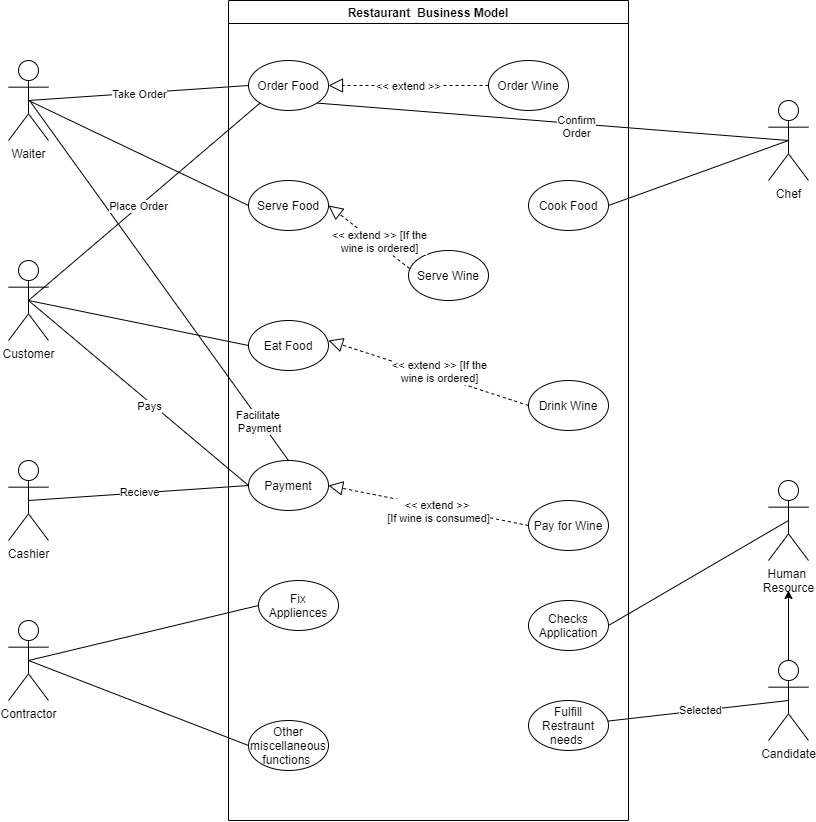 Restaurant  Business Model
Order Food
<< extend >>
Order Wine
Take Order
Confirm
Order
Waiter
Chef
Place Order
Serve Food
Cook Food
<< extend >> [If the
wine is ordered]
Serve Wine
Customer
Eat Food
<< extend >> [If the
wine is ordered]
Drink Wine
Pays
Facilitate
Payment
Payment
Recieve
<< extend >>
[If wine is consumed]
Pay for Wine
Cashier
Human
Resource
Fix
Appliences
Checks
Application
Contractor
Selected
Fulfill
Restraunt
needs
Other
miscellaneous
functions
Candidate